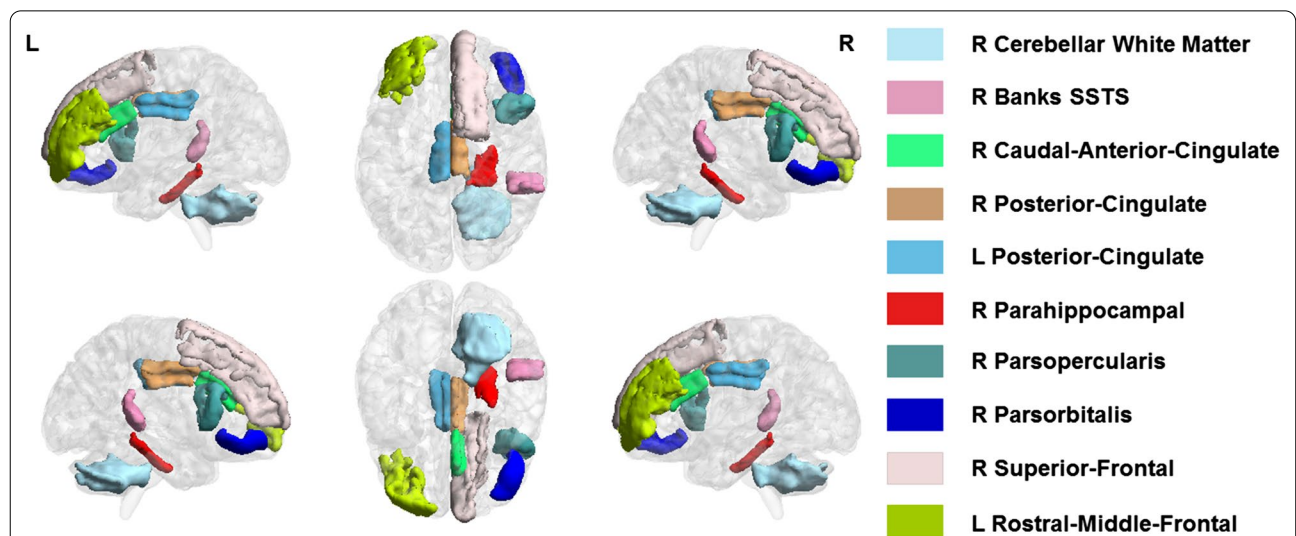 L
R
R Cerebellar White Matter
R Banks SSTS
R Caudal-Anterior-Cingulate
R Posterior-Cingulate
L Posterior-Cingulate
R Parahippocampal
R Parsopercularis
R Parsorbitalis
R Superior-Frontal
L Rostral-Middle-Frontal